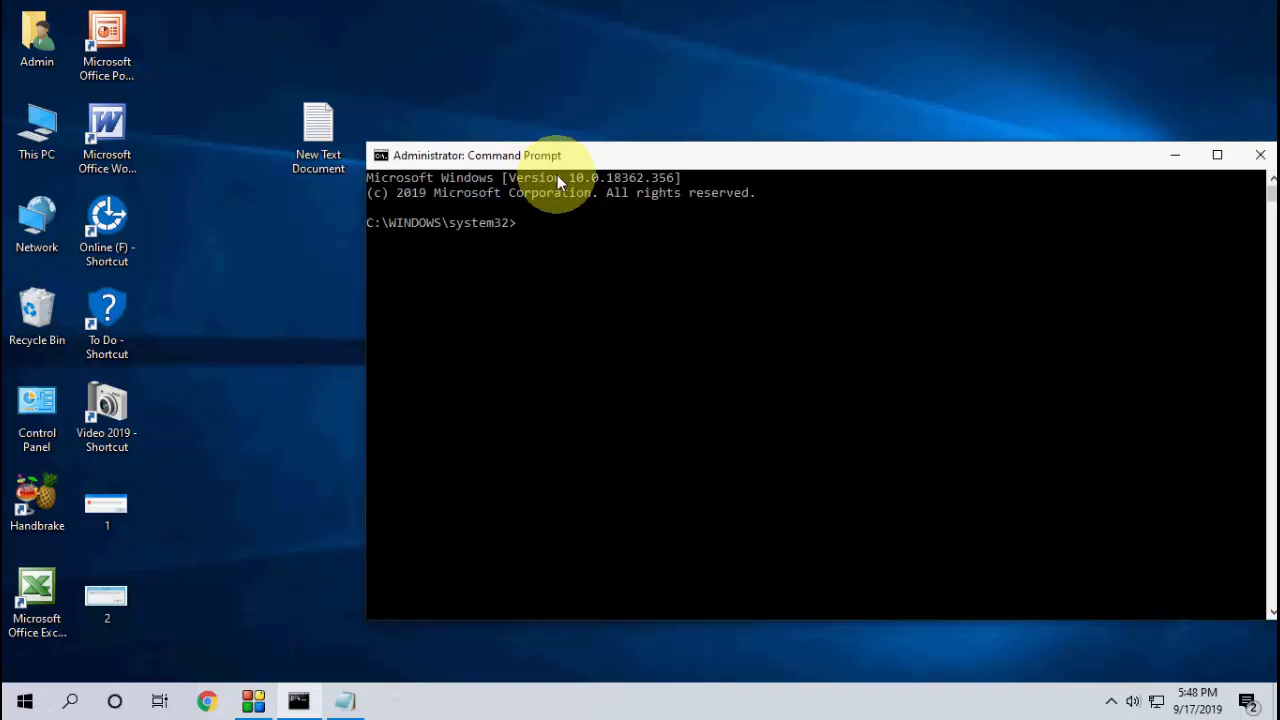 Admin
Microsoft
Office Po...
This PC
Microsoft
Office Wo...
New Text
Document
Network
Online (F) -
Shortcut
Recycle Bin
To Do -
Shortcut
Control
Panel
Video 2019 -
Shortcut
Handbrake
1
Microsoft
Office Exc...
2
Administrator: Command Prompt
Microsoft Windows [Version 10.0.18362.356]
(c) 2019 Microsoft Corporation. All rights reserved.
C:\WINDOWS\system32>
5:48 PM
9/17/2019
2